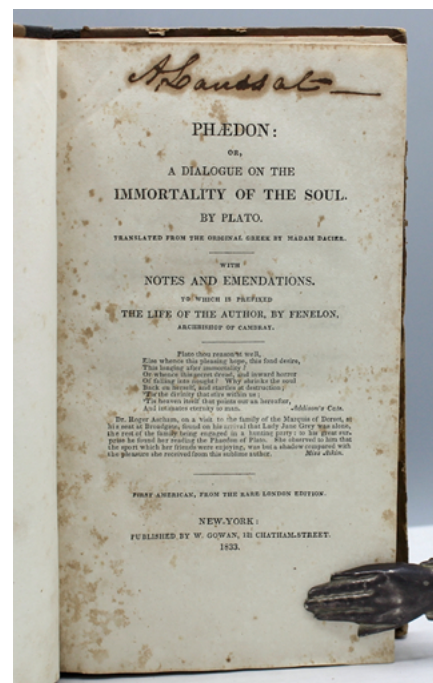 A Laussat
PHÆDON:
OR,
A DIALOGUE ON THE
IMMORTALITY OF THE SOUL.
BY PLATO.
TRANSLATED FROM THE ORIGINAL GREEK BY MADAM DACIER.
WITH
NOTES AND EMENDATIONS.
TO WHICH IS PREFIXED
THE LIFE OF THE AUTHOR, BY FENELON,
ARCHBISHOP OF CAMBRAY.
Plato thou reason'st well,
Else whence this pleasing hope, this fond desire,
This longing after immortality!
Or whence this secret dread, and inward horror
Of falling into nought! Why shrinks the soul
Back on herself, and startles at destruction;
'Tis the divinity that stirs within us;
'Tis heaven itself that points out an hereafter,
And intimates eternity to man. Addison's Cato.
Dr. Roger Ascham, on a visit to the family of the Marquis of Dorset, at
his seat at Broadgate, found on his arrival that Lady Jane Grey was alone,
the rest of the family being engaged in a hunting party: to his great sur-
prise he found her reading the Phaedon of Plato. She observed to him that
the sport which her friends were enjoying, was but a shadow compared with
the pleasure she received from this sublime author. Miss Aikin.
FIRST AMERICAN, FROM THE RARE LONDON EDITION.
NEW-YORK:
PUBLISHED BY W. GOWAN, 121 CHATHAM-STREET.
1833.